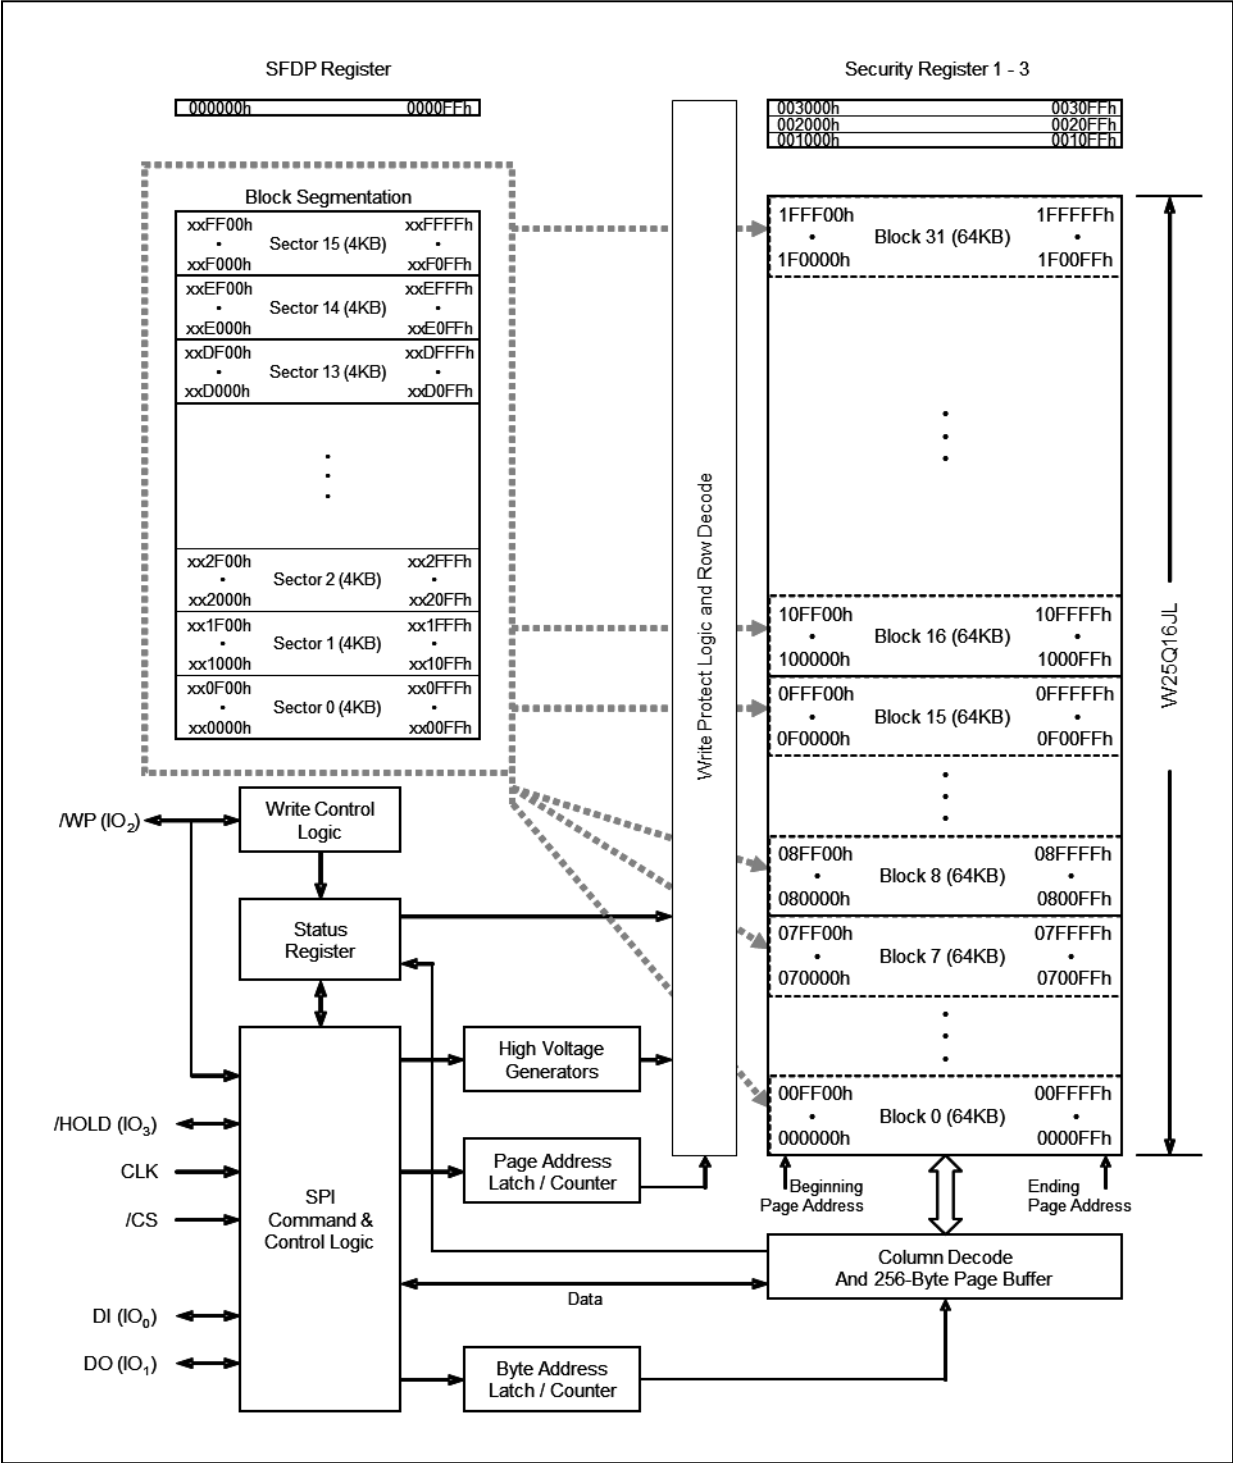 SFDP Register
000000h 0000FFh
Security Register 1 - 3
003000h 0030FFh
002000h 0020FFh
001000h 0010FFh
Block Segmentation
xxFF00h xxFFFFh
Sector 15 (4KB)
xxF000h xxF0FFh
xxEF00h xxEFFFh
Sector 14 (4KB)
xxE000h xxE0FFh
xxDF00h xxDFFFh
Sector 13 (4KB)
xxD000h xxD0FFh
xx2F00h xx2FFFh
Sector 2 (4KB)
xx2000h xx20FFh
xx1F00h xx1FFFh
Sector 1 (4KB)
xx1000h xx10FFh
xx0F00h xx0FFFh
Sector 0 (4KB)
xx0000h xx00FFh
Write Protect Logic and Row Decode
1FFF00h 1FFFFFh
Block 31 (64KB)
1F0000h 1F00FFh
10FF00h 10FFFFh
Block 16 (64KB)
100000h 1000FFh
0FFF00h 0FFFFFh
Block 15 (64KB)
0F0000h 0F00FFh
08FF00h 08FFFFh
Block 8 (64KB)
080000h 0800FFh
07FF00h 07FFFFh
Block 7 (64KB)
070000h 0700FFh
00FF00h 00FFFFh
Block 0 (64KB)
000000h 0000FFh
W25Q16JL
Beginning
Page Address
Ending
Page Address
/WP (IO2)
Write Control
Logic
Status
Register
High Voltage
Generators
/HOLD (IO3)
CLK
/CS
SPI
Command &
Control Logic
Page Address
Latch / Counter
Column Decode
And 256-Byte Page Buffer
Data
DI (IO0)
DO (IO1)
Byte Address
Latch / Counter